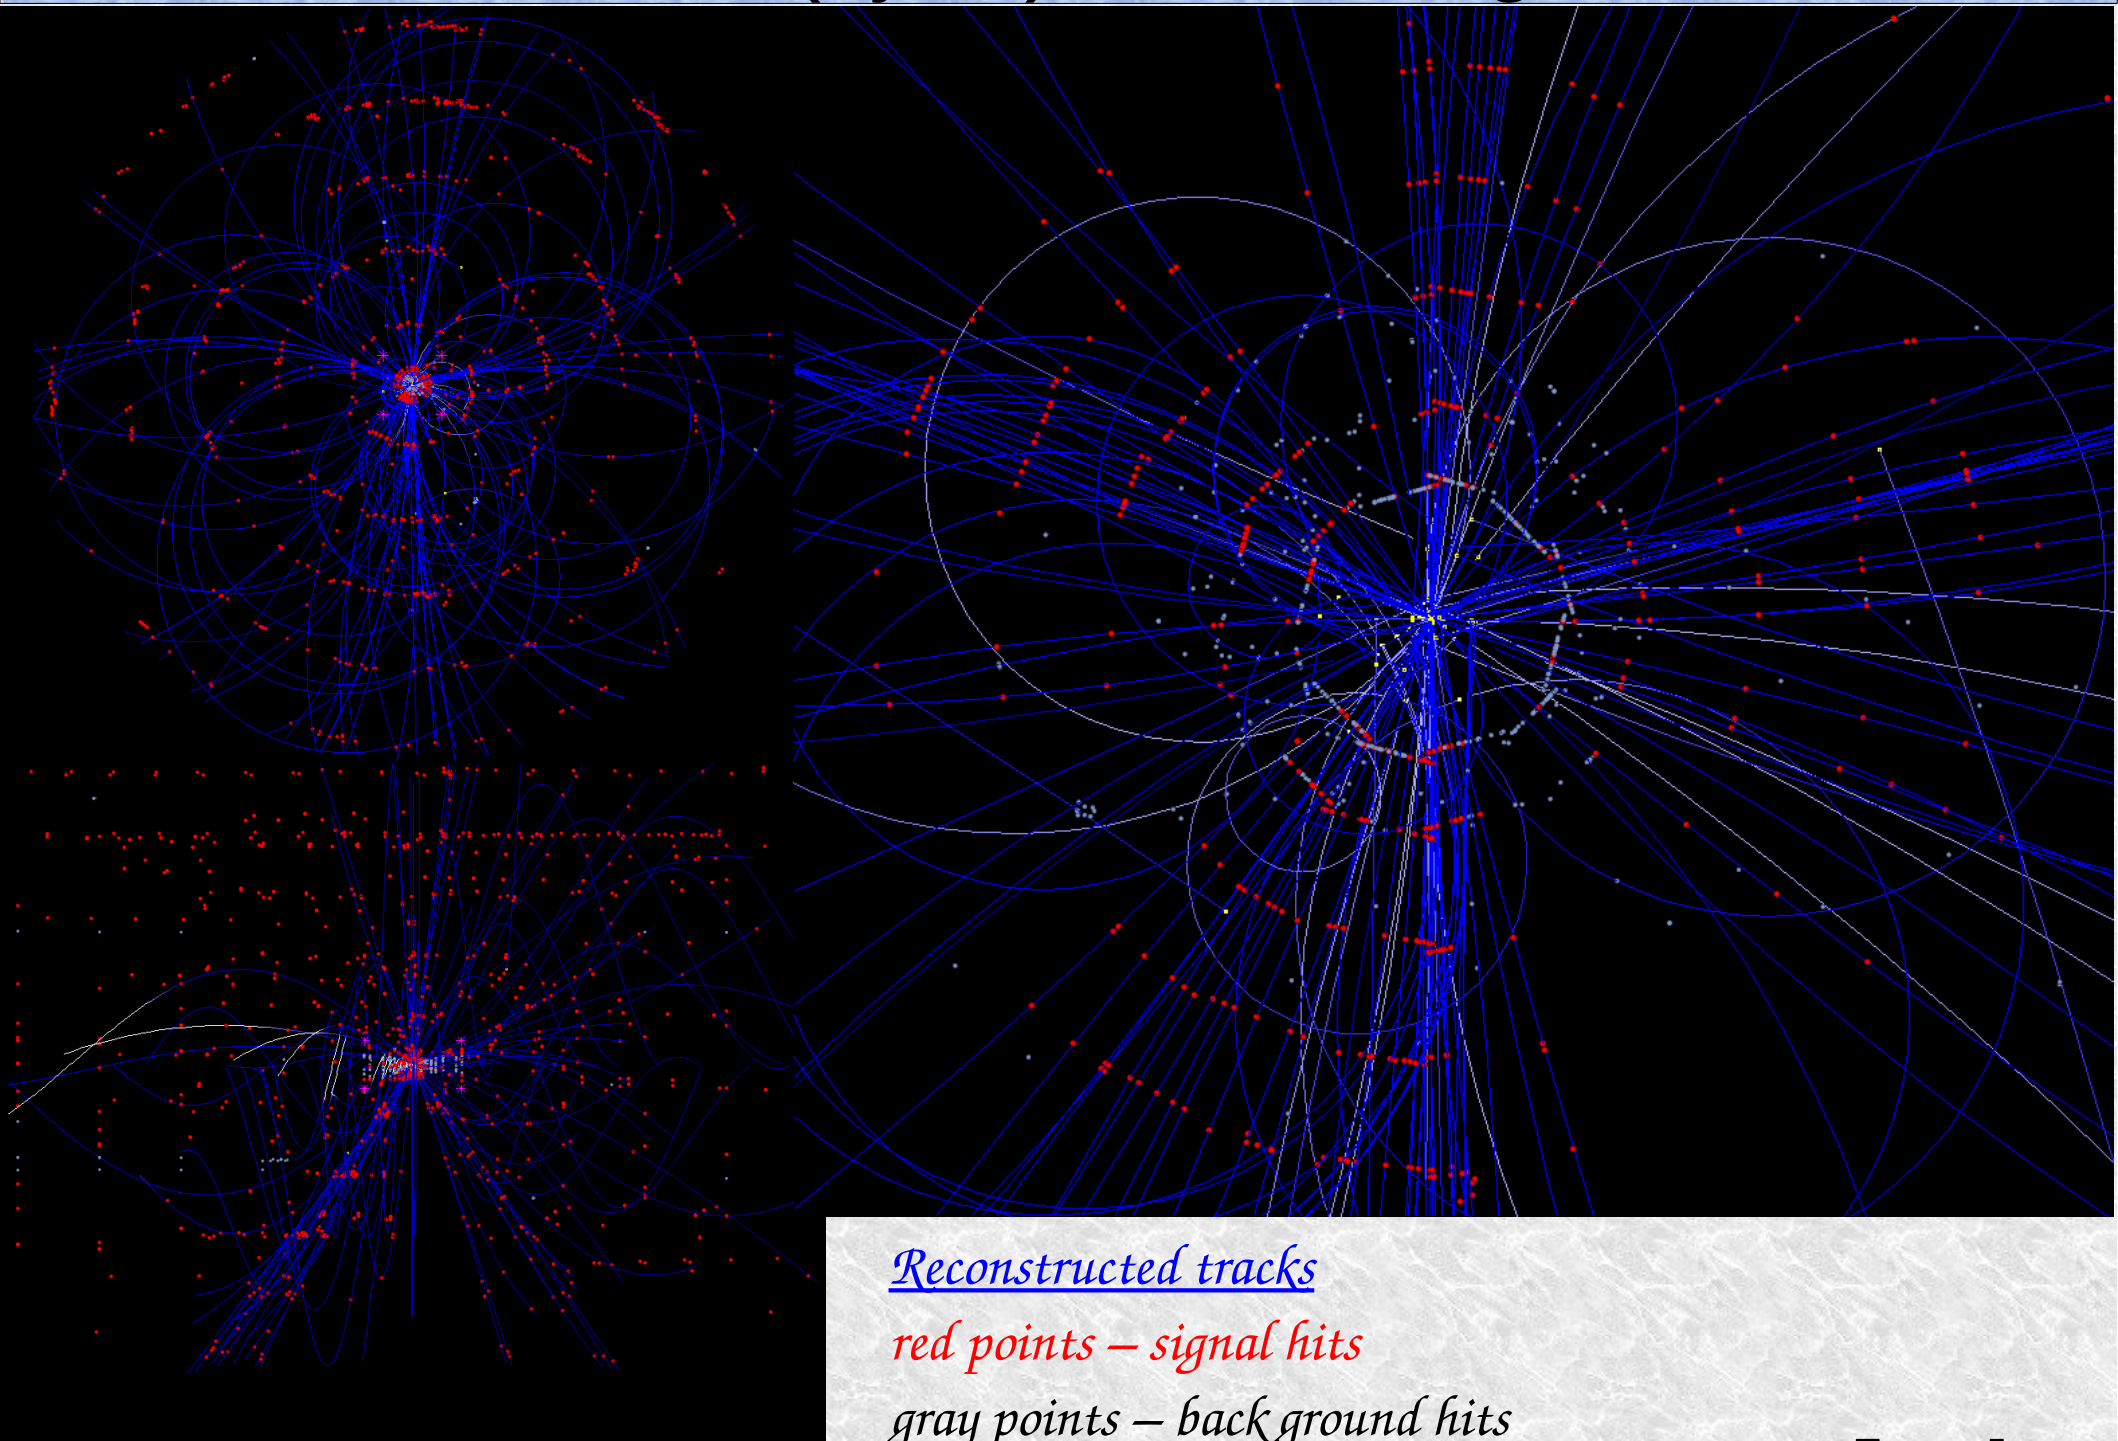 Reconstructed tracks
red points – signal hits
gray points – back ground hits